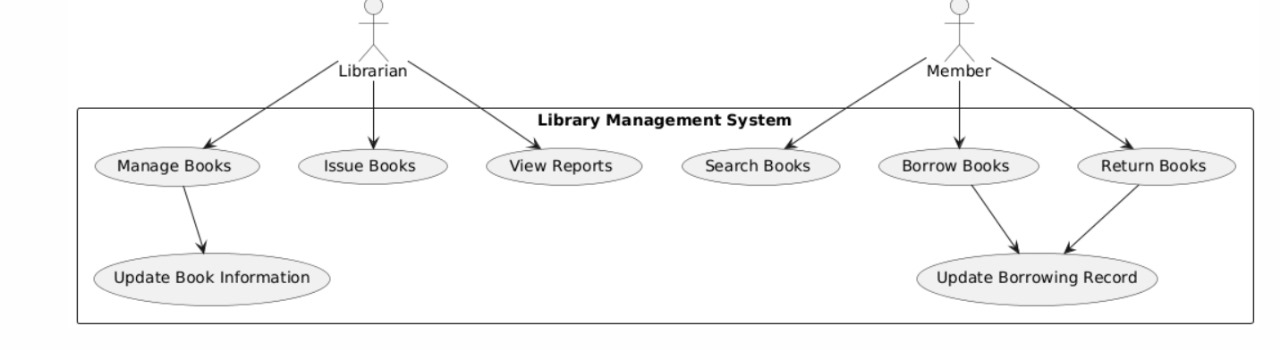 Librarian
Member
Library Management System
Manage Books
Issue Books
View Reports
Search Books
Borrow Books
Return Books
Update Book Information
Update Borrowing Record